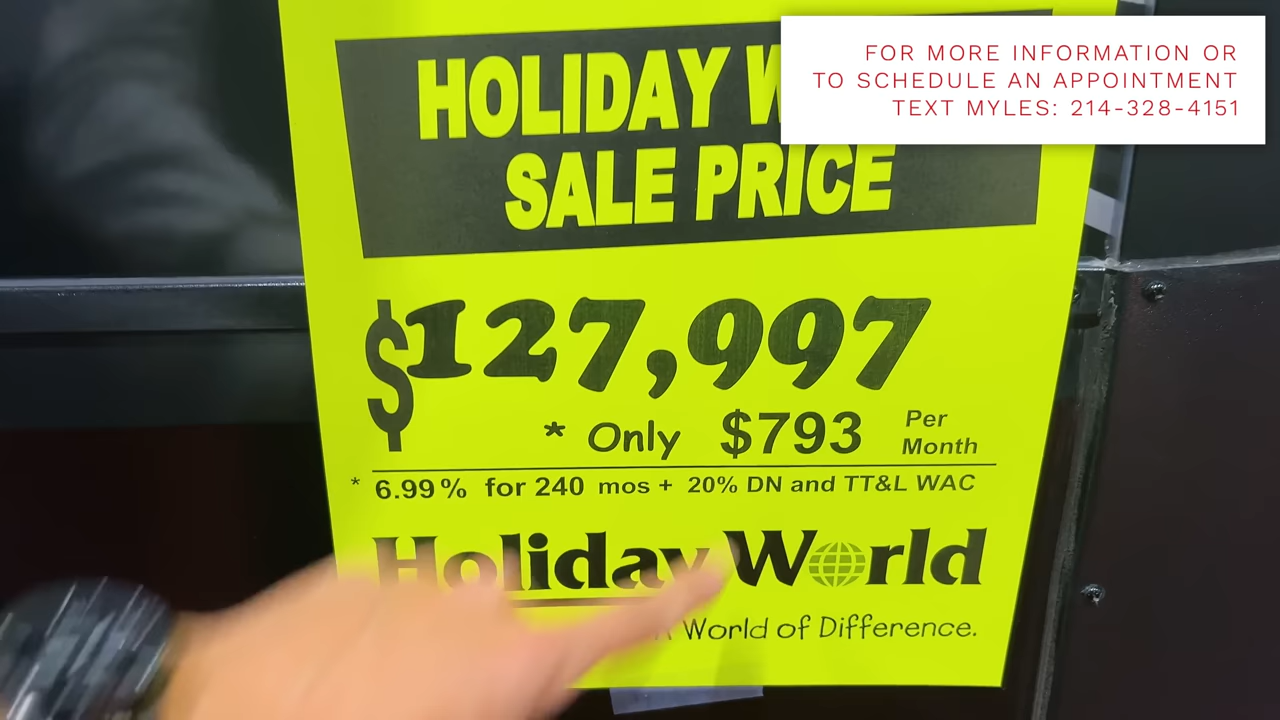 FOR MORE INFORMATION OR
TO SCHEDULE AN APPOINTMENT
TEXT MYLES: 214-328-4151
HOLIDAY
SALE PRICE
$127,997
* Only $793 Per Month
* 6.99% for 240 mos + 20% DN and TT&L WAC
Holiday World
World of Difference.